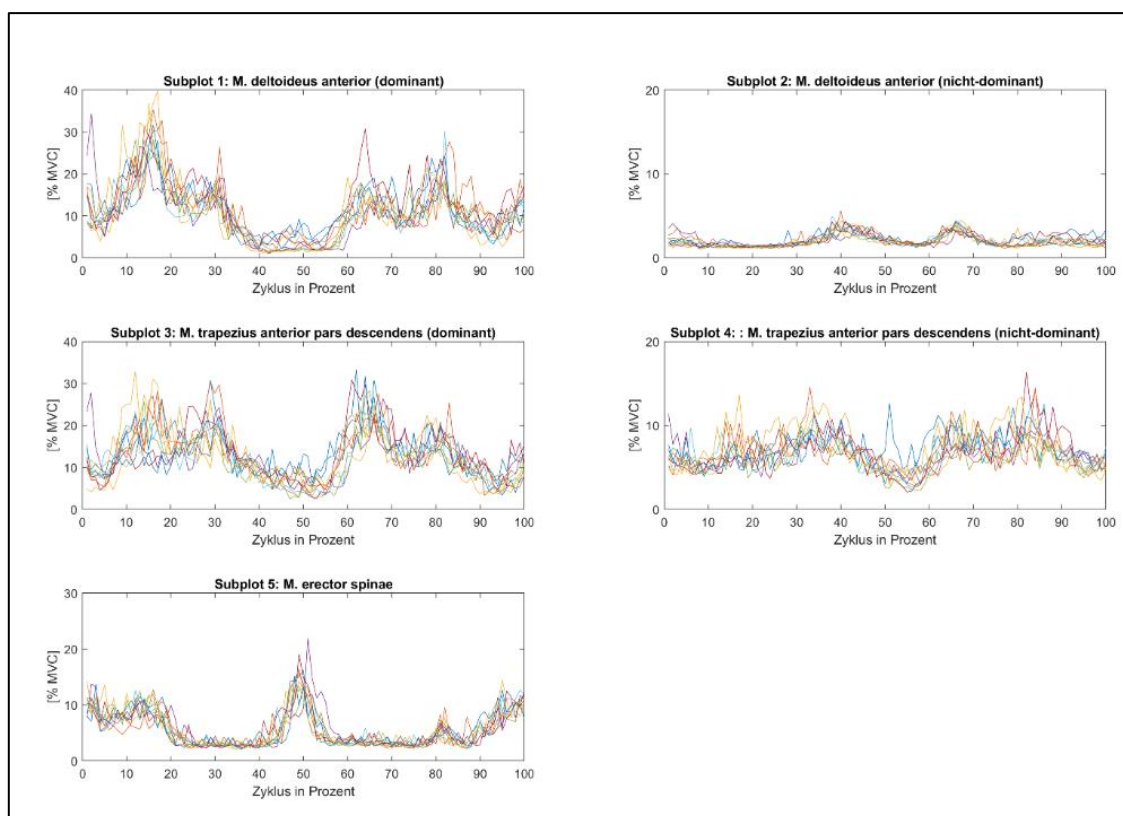 Subplot 1: M. deltoideus anterior (dominant)
40
30
20
10
0
[% MVC]
0 10 20 30 40 50 60 70 80 90 100
Zyklus in Prozent
Subplot 2: M. deltoideus anterior (nicht-dominant)
20
10
0
[% MVC]
0 10 20 30 40 50 60 70 80 90 100
Zyklus in Prozent
Subplot 3: M. trapezius anterior pars descendens (dominant)
40
30
20
10
0
[% MVC]
0 10 20 30 40 50 60 70 80 90 100
Zyklus in Prozent
Subplot 4: : M. trapezius anterior pars descendens (nicht-dominant)
20
10
0
[% MVC]
0 10 20 30 40 50 60 70 80 90 100
Zyklus in Prozent
Subplot 5: M. erector spinae
30
20
10
0
[% MVC]
0 10 20 30 40 50 60 70 80 90 100
Zyklus in Prozent